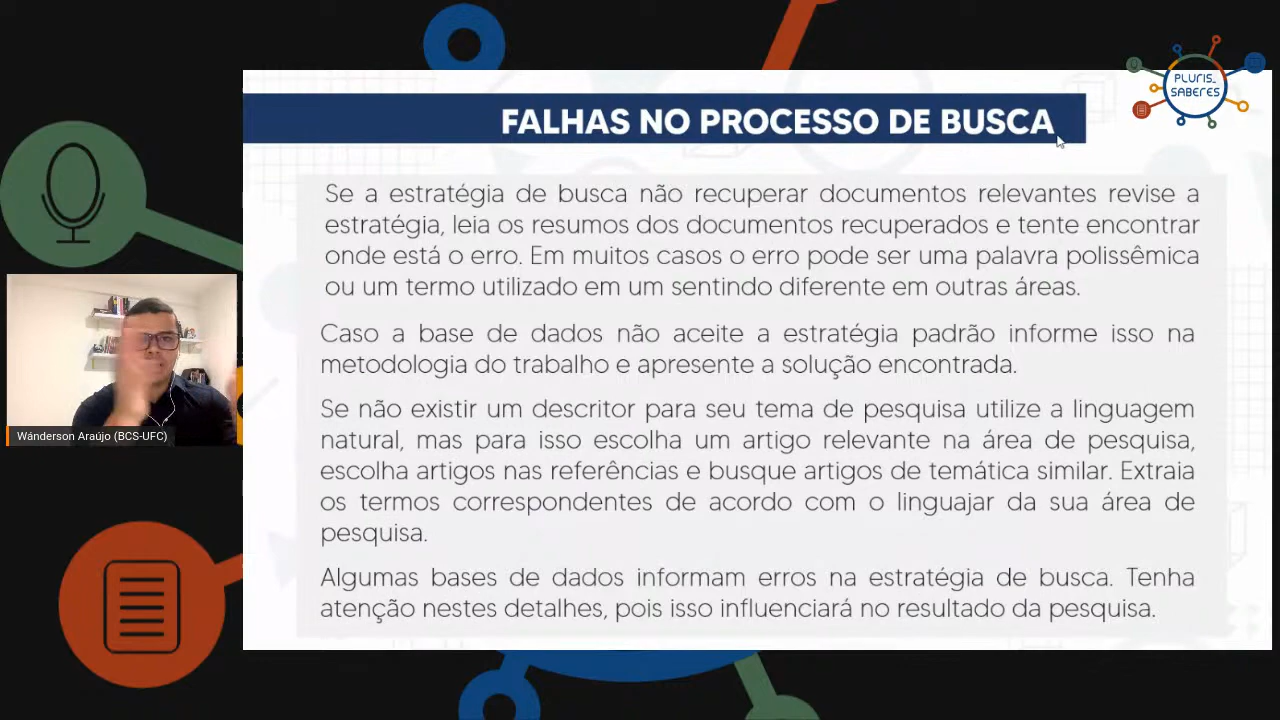 PLURIS_
SABERES
FALHAS NO PROCESSO DE BUSCA
Se a estratégia de busca não recuperar documentos relevantes revise a
estratégia, leia os resumos dos documentos recuperados e tente encontrar
onde está o erro. Em muitos casos o erro pode ser uma palavra polissêmica
ou um termo utilizado em um sentido diferente em outras áreas.
Caso a base de dados não aceite a estratégia padrão informe isso na
metodologia do trabalho e apresente a solução encontrada.
Se não existir um descritor para seu tema de pesquisa utilize a linguagem
natural, mas para isso escolha um artigo relevante na área de pesquisa,
escolha artigos nas referências e busque artigos de temática similar. Extraia
os termos correspondentes de acordo com o linguajar da sua área de
pesquisa.
Algumas bases de dados informam erros na estratégia de busca. Tenha
atenção nestes detalhes, pois isso influenciará no resultado da pesquisa.
Wánderson Araújo (BCS-UFC)